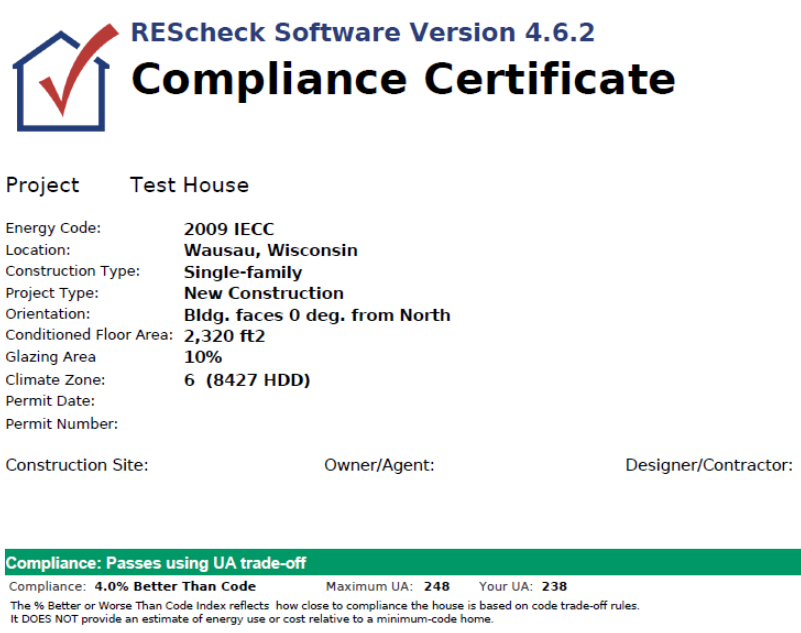 REScheck Software Version 4.6.2
Compliance Certificate
Project Test House
Energy Code: 2009 IECC
Location: Wausau, Wisconsin
Construction Type: Single-family
Project Type: New Construction
Orientation: Bldg. faces 0 deg. from North
Conditioned Floor Area: 2,320 ft2
Glazing Area 10%
Climate Zone: 6 (8427 HDD)
Permit Date:
Permit Number:
Construction Site: Owner/Agent: Designer/Contractor:
Compliance: Passes using UA trade-off
Compliance: 4.0% Better Than Code Maximum UA: 248 Your UA: 238
The % Better or Worse Than Code Index reflects how close to compliance the house is based on code trade-off rules.
It DOES NOT provide an estimate of energy use or cost relative to a minimum-code home.